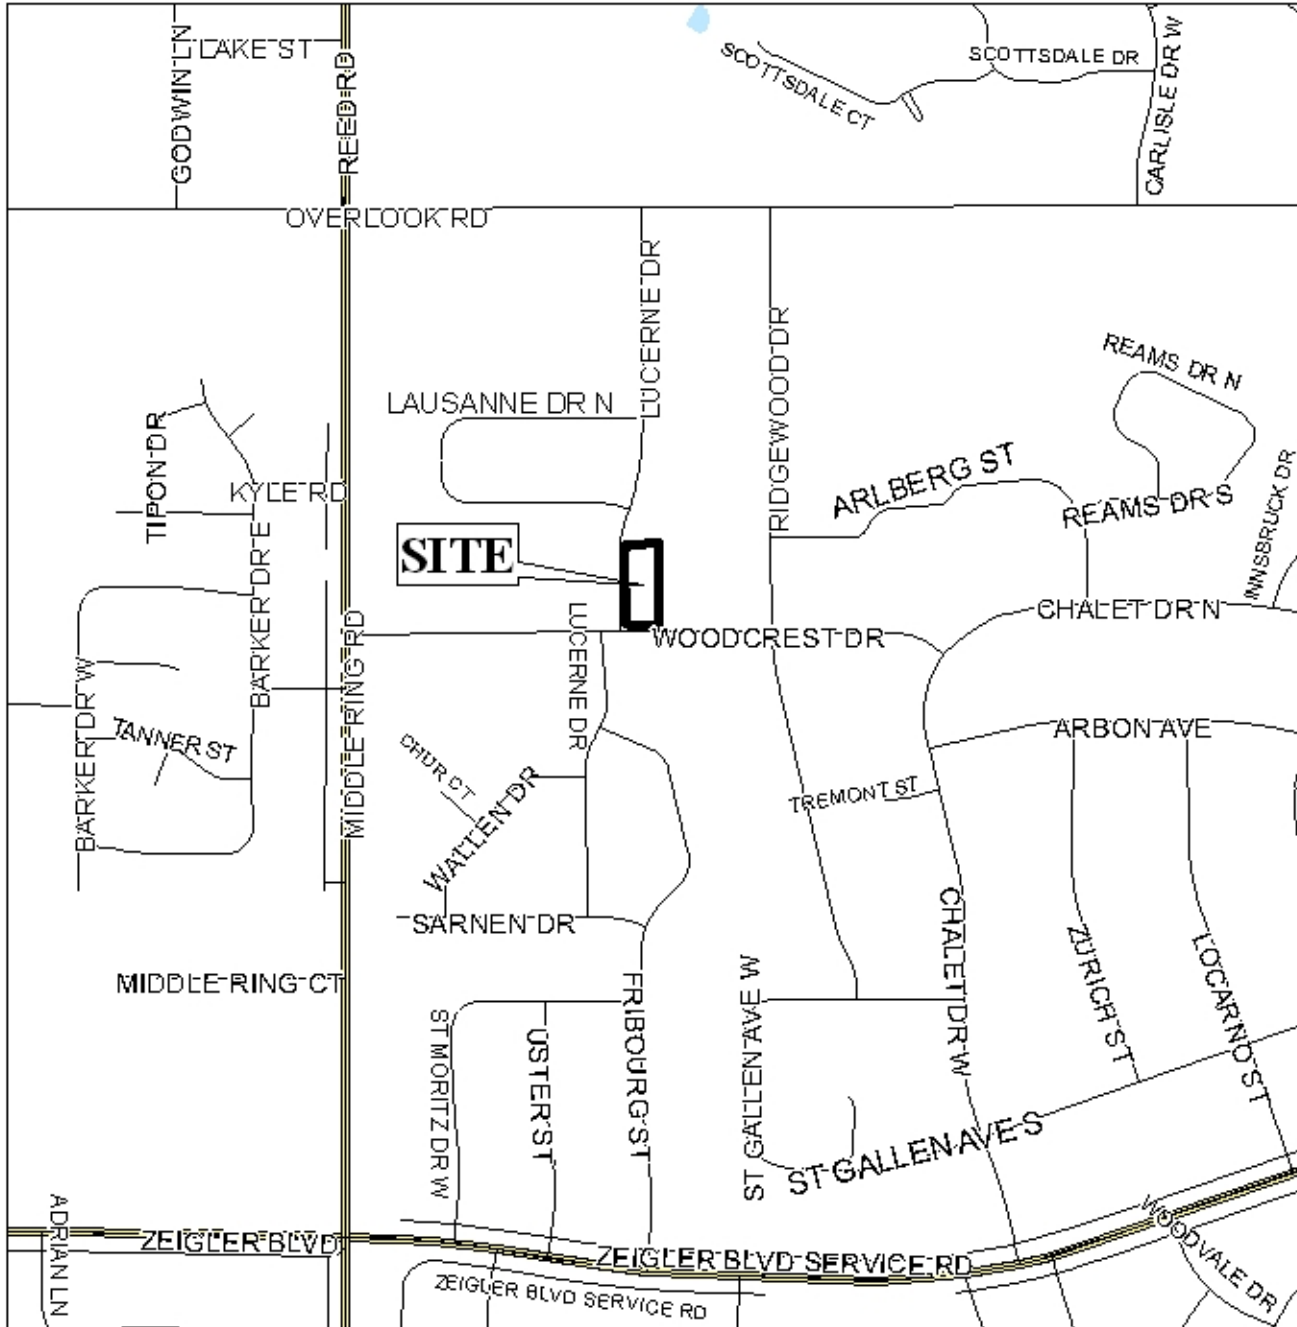 LAKE ST
GODWIN LN
REED RD
SCOTTSDALE CT
SCOTTSDALE DR
CARLISLE DR W
OVERLOOK RD
LUCERNE DR
RIDGEWOOD DR
REAMS DR N
LAUSANNE DR N
TIPON DR
KYLE RD
ARLBERG ST
REAMS DR S
INNSBRUCK DR
SITE
BARKER DR E
MIDDLE RING RD
LUCERNE DR
WOODCREST DR
CHALET DR N
BARKER DR W
TANNER ST
CHUR CT
WALLEN DR
TREMONT ST
ARBON AVE
SARNEN DR
MIDDLE RING CT
ST MORITZ DR W
USTER ST
FRIBOURG ST
ST GALLEN AVE W
CHALET DR W
ZURICH ST
LOCARNO ST
ST GALLEN AVE S
ADRIAN LN
ZEIGLER BLVD
ZEIGLER BLVD SERVICE RD
ZEIGLER BLVD SERVICE RD
WOODVALE DR